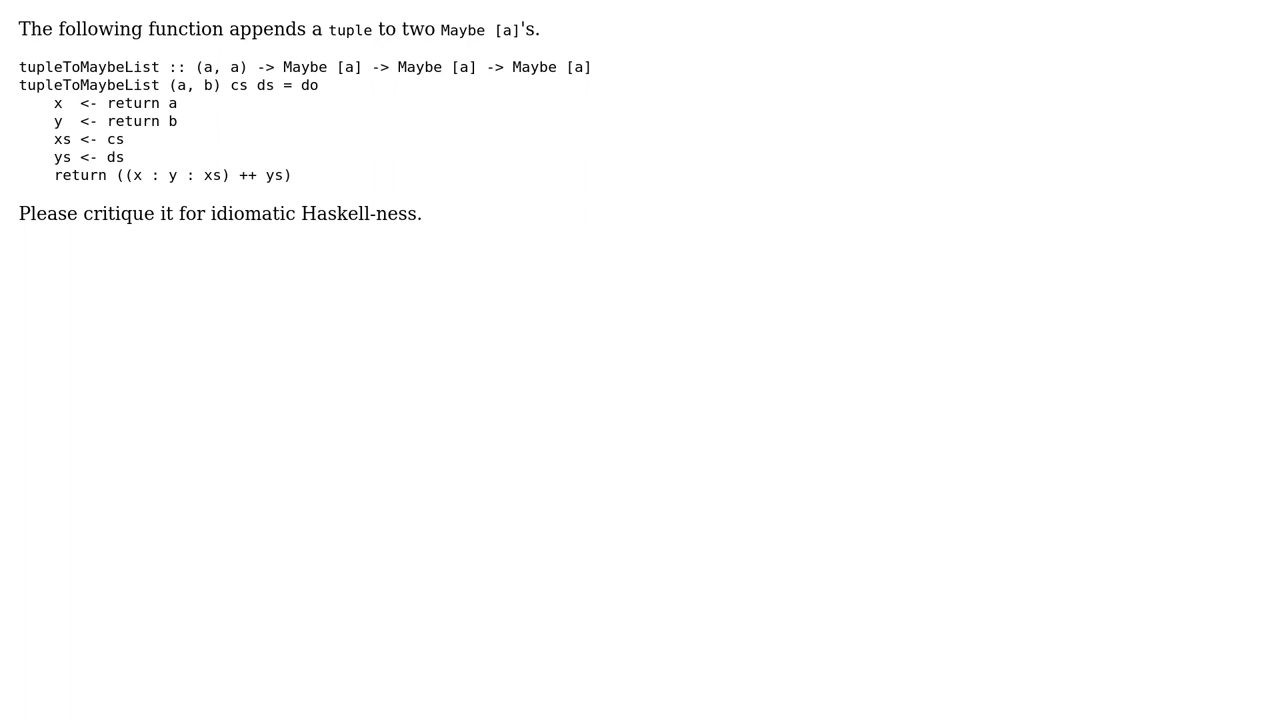 The following function appends a tuple to two Maybe [a]'s.
tupleToMaybeList :: (a, a) -> Maybe [a] -> Maybe [a] -> Maybe [a]
tupleToMaybeList (a, b) cs ds = do
    x  <- return a
    y  <- return b
    xs <- cs
    ys <- ds
    return ((x : y : xs) ++ ys)
Please critique it for idiomatic Haskell-ness.